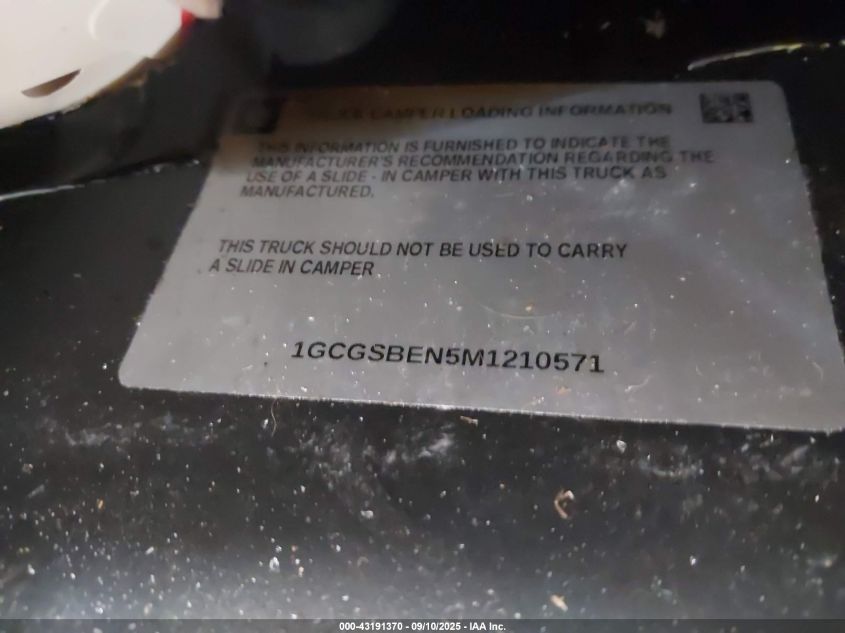 CAMPER LOADING INFORMATION
THIS INFORMATION IS FURNISHED TO INDICATE THE
MANUFACTURER'S RECOMMENDATION REGARDING THE
USE OF A SLIDE - IN CAMPER WITH THIS TRUCK AS
MANUFACTURED.
THIS TRUCK SHOULD NOT BE USED TO CARRY
A SLIDE IN CAMPER
1GCGSBEN5M1210571
000-43191370 - 09/10/2025 - IAA Inc.